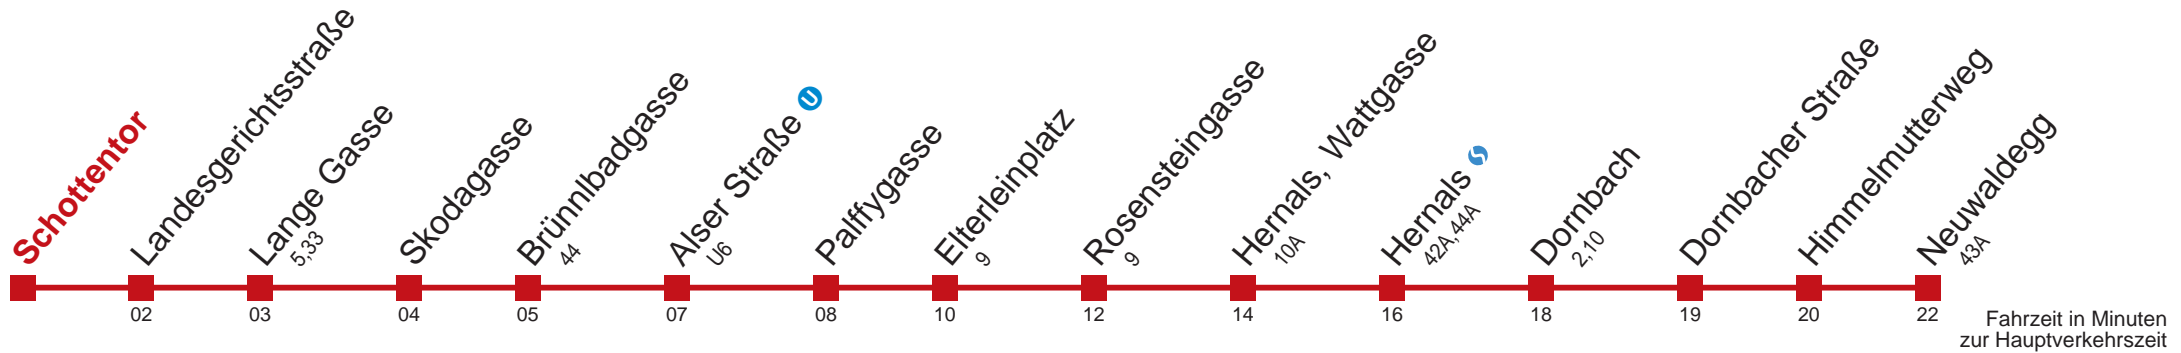 Schottentor
Landesgerichtsstraße
02
Lange Gasse
5,33
03
Skodagasse
04
Brünnlbadgasse
44
05
Alser Straße U
U6
07
Palffygasse
08
Elterleinplatz
9
10
Rosensteingasse
9
12
Hernals, Wattgasse
10A
14
Hernals
42A,44A
16
Dornbach
2,10
18
Dornbacher Straße
19
Himmelmutterweg
20
Neuwaldegg
43A
22
Fahrzeit in Minuten
zur Hauptverkehrszeit